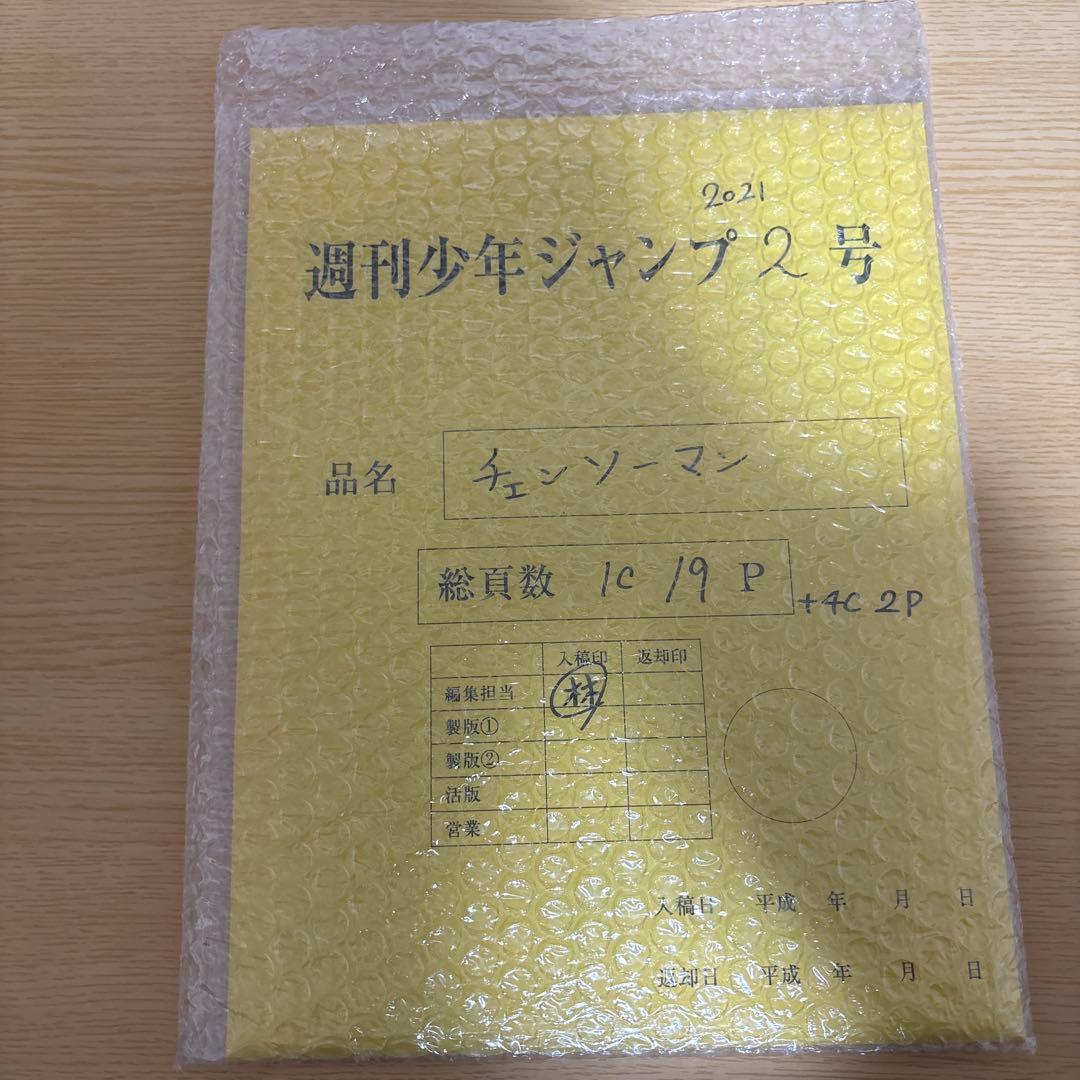 2021
週刊少年ジャンプ2号
品名 チェンソーマン
総頁数 1C 19 P +4C 2P
入稿印 返却印
編集担当 林
製版①
製版②
活版
営業
入稿日 平成 年 月 日
返却日 平成 年 月 日